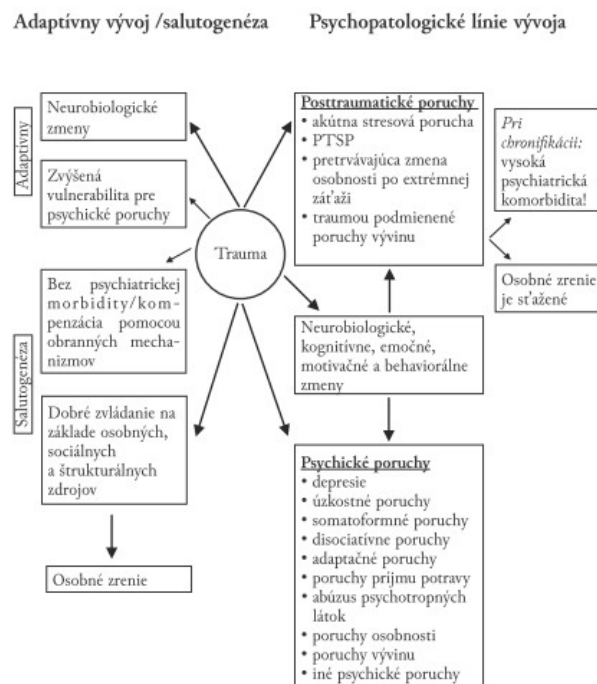 Adaptívny vývoj /salutogenéza
Psychopatologické línie vývoja
Adaptívny
Neurobiologické
zmeny
Zvýšená
vulnerabilita pre
psychické poruchy
Salutogenéza
Bez psychiatrickej
morbidity/kom-
penzácia pomocou
obranných mecha-
nizmov
Dobré zvládanie na
základe osobných,
sociálnych
a štrukturálnych
zdrojov
Osobné zrenie
Trauma
Posttraumatické poruchy
• akútna stresová porucha
• PTSP
• pretrvávajúca zmena
osobnosti po extrémnej
záťaži
• traumou podmienené
poruchy vývinu
Pri
chronifikácii:
vysoká
psychiatrická
komorbidita!
Osobné zrenie
je sťažené
Neurobiologické,
kognitívne, emočné,
motivačné a behaviorálne
zmeny
Psychické poruchy
• depresie
• úzkostné poruchy
• somatoformné poruchy
• disociatívne poruchy
• adaptačné poruchy
• poruchy príjmu potravy
• abúzus psychotropných
látok
• poruchy osobnosti
• poruchy vývinu
• iné psychické poruchy